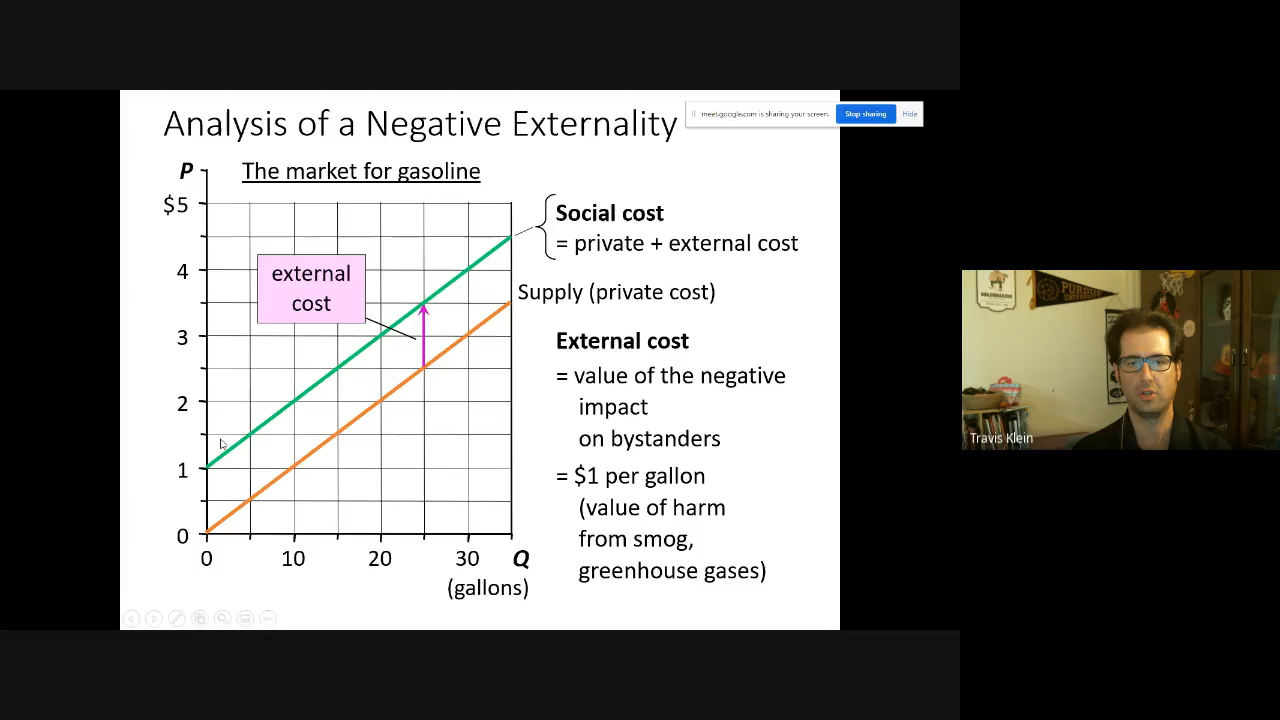 Analysis of a Negative Externality
meet.google.com is sharing your screen.
Stop sharing
Hide
P
The market for gasoline
$5
4
3
2
1
0
0
10
20
30
Q
(gallons)
external
cost
Social cost
= private + external cost
Supply (private cost)
External cost
= value of the negative
impact
on bystanders
= $1 per gallon
(value of harm
from smog,
greenhouse gases)
PURDUE
Travis Klein